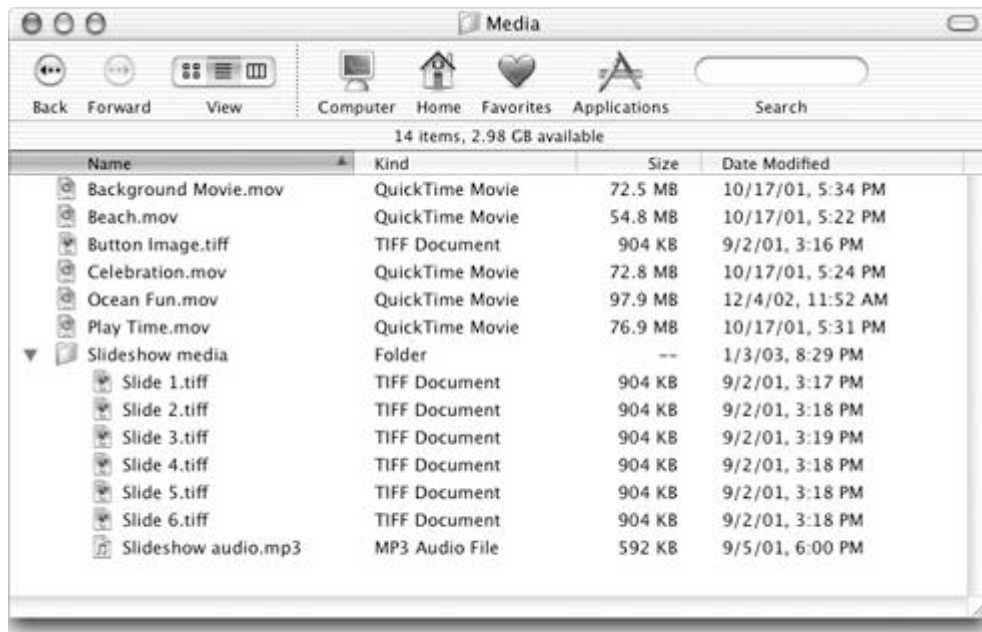 Media
Back Forward View Computer Home Favorites Applications Search
14 items, 2.98 GB available
Name Kind Size Date Modified
Background Movie.mov QuickTime Movie 72.5 MB 10/17/01, 5:34 PM
Beach.mov QuickTime Movie 54.8 MB 10/17/01, 5:22 PM
Button Image.tiff TIFF Document 904 KB 9/2/01, 3:16 PM
Celebration.mov QuickTime Movie 72.8 MB 10/17/01, 5:24 PM
Ocean Fun.mov QuickTime Movie 97.9 MB 12/4/02, 11:52 AM
Play Time.mov QuickTime Movie 76.9 MB 10/17/01, 5:31 PM
Slideshow media Folder -- 1/3/03, 8:29 PM
Slide 1.tiff TIFF Document 904 KB 9/2/01, 3:17 PM
Slide 2.tiff TIFF Document 904 KB 9/2/01, 3:18 PM
Slide 3.tiff TIFF Document 904 KB 9/2/01, 3:19 PM
Slide 4.tiff TIFF Document 904 KB 9/2/01, 3:18 PM
Slide 5.tiff TIFF Document 904 KB 9/2/01, 3:18 PM
Slide 6.tiff TIFF Document 904 KB 9/2/01, 3:18 PM
Slideshow audio.mp3 MP3 Audio File 592 KB 9/5/01, 6:00 PM